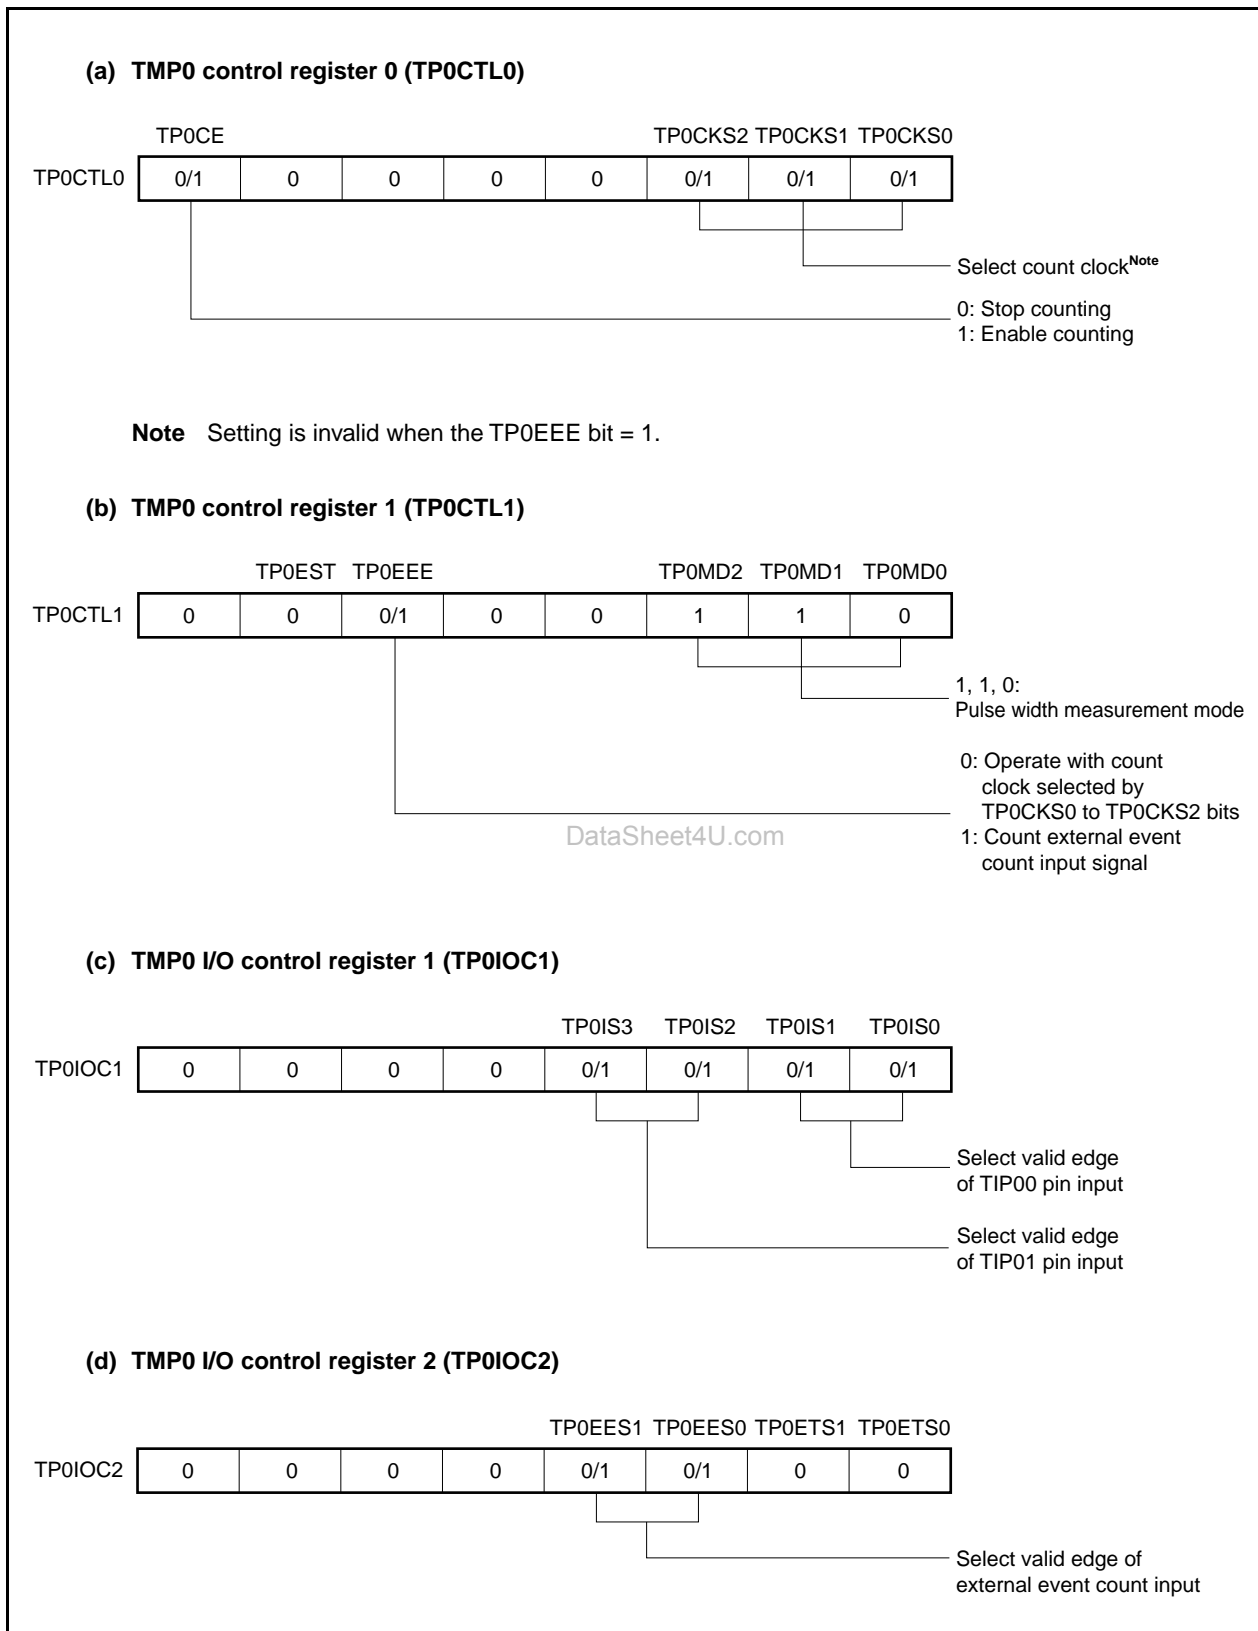 (a) TMP0 control register 0 (TP0CTL0)
TP0CE TP0CKS2 TP0CKS1 TP0CKS0
TP0CTL0 0/1 0 0 0 0 0/1 0/1 0/1
Select count clockNote
0: Stop counting
1: Enable counting
Note Setting is invalid when the TP0EEE bit = 1.
(b) TMP0 control register 1 (TP0CTL1)
TP0EST TP0EEE TP0MD2 TP0MD1 TP0MD0
TP0CTL1 0 0 0/1 0 0 1 1 0
1, 1, 0:
Pulse width measurement mode
0: Operate with count
clock selected by
TP0CKS0 to TP0CKS2 bits
1: Count external event
count input signal
DataSheet4U.com
(c) TMP0 I/O control register 1 (TP0IOC1)
TP0IS3 TP0IS2 TP0IS1 TP0IS0
TP0IOC1 0 0 0 0 0/1 0/1 0/1 0/1
Select valid edge
of TIP00 pin input
Select valid edge
of TIP01 pin input
(d) TMP0 I/O control register 2 (TP0IOC2)
TP0EES1 TP0EES0 TP0ETS1 TP0ETS0
TP0IOC2 0 0 0 0 0/1 0/1 0 0
Select valid edge of
external event count input